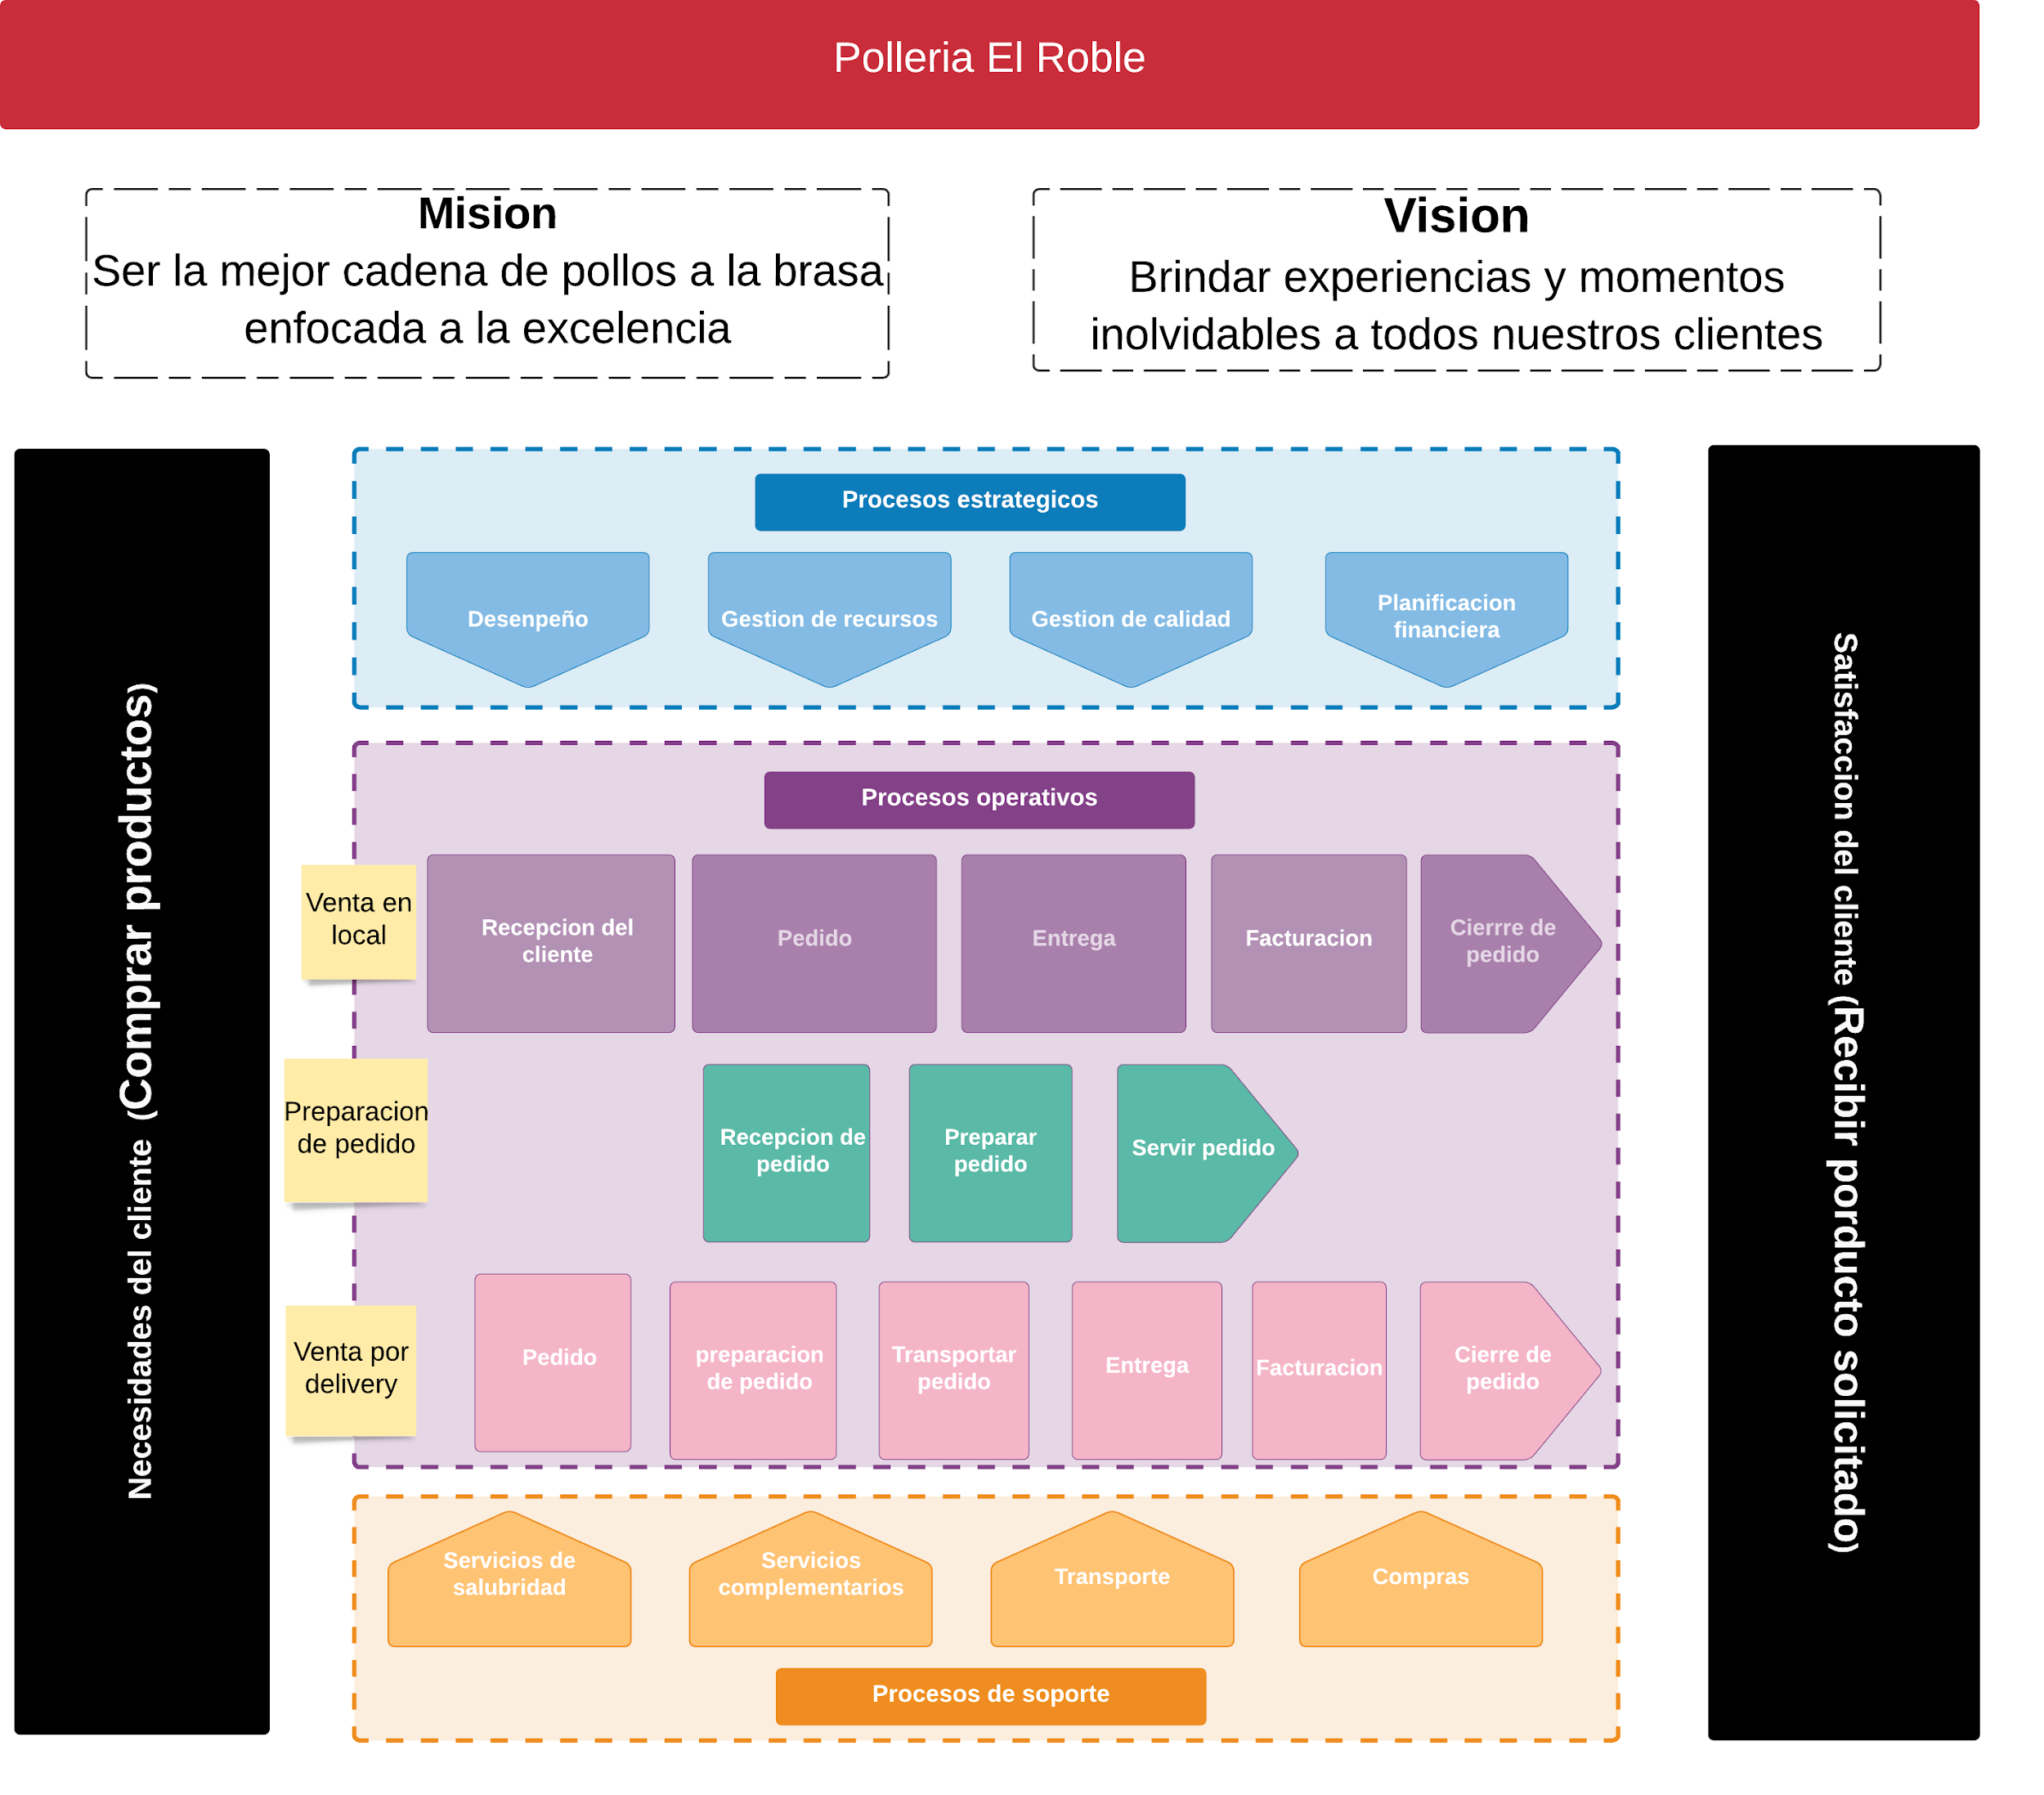 Polleria El Roble
Mision
Ser la mejor cadena de pollos a la brasa
enfocada a la excelencia
Vision
Brindar experiencias y momentos
inolvidables a todos nuestros clientes
Necesidades del cliente (Comprar productos)
Procesos estrategicos
Desenpeño
Gestion de recursos
Gestion de calidad
Planificacion
financiera
Procesos operativos
Venta en
local
Recepcion del
cliente
Pedido
Entrega
Facturacion
Cierrre de
pedido
Preparacion
de pedido
Recepcion de
pedido
Preparar
pedido
Servir pedido
Venta por
delivery
Pedido
preparacion
de pedido
Transportar
pedido
Entrega
Facturacion
Cierre de
pedido
Servicios de
salubridad
Servicios
complementarios
Transporte
Compras
Procesos de soporte
Satisfaccion del cliente (Recibir porducto solicitado)